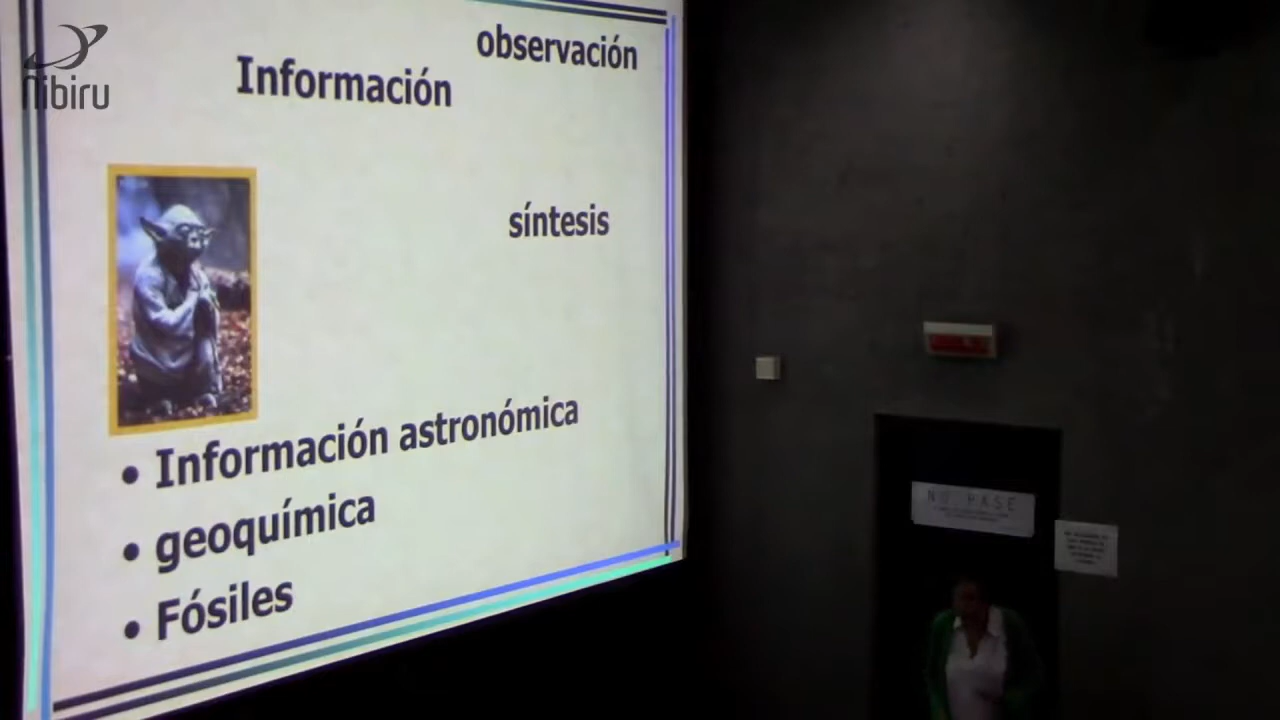 nibiru
observación
Información
síntesis
• Información astronómica
• geoquímica
• Fósiles
NO PASE